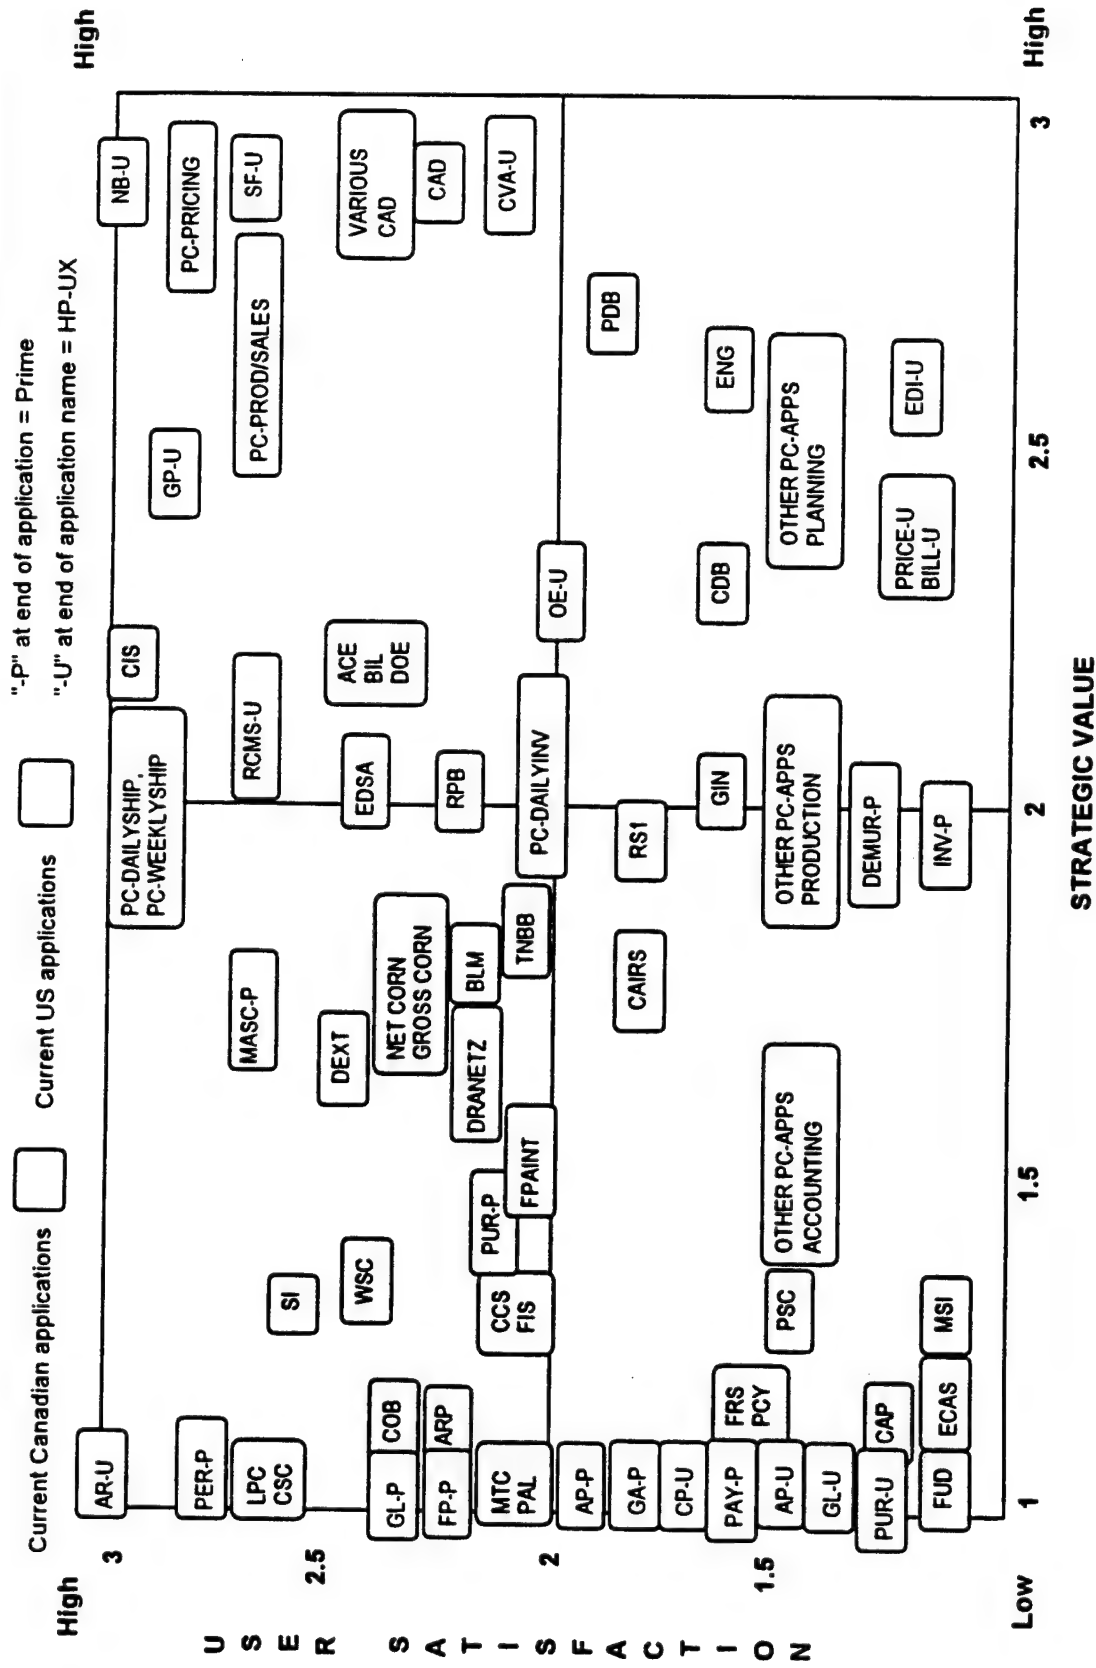 Current Canadian applications
Current US applications
"-P" at end of application = Prime
"-U" at end of application name = HP-UX
High
High
3
2.5
2
1.5
Low
USER SATISFACTION
AR-U
PC-DAILYSHIP,
PC-WEEKLYSHIP
CIS
NB-U
PER-P
GP-U
PC-PRICING
LPC
CSC
SI
MASC-P
RCMS-U
PC-PROD/SALES
SF-U
GL-P
COB
WSC
DEXT
NET CORN
GROSS CORN
EDSA
ACE
BIL
DOE
VARIOUS
CAD
FP-P
ARP
DRANETZ
BLM
RPB
CAD
MTC
PAL
CCS
FIS
PUR-P
FPAINT
TNBB
PC-DAILYINV
OE-U
CVA-U
AP-P
PDB
GA-P
CAIRS
RS1
CP-U
PAY-P
FRS
PCY
GIN
CDB
ENG
AP-U
PSC
OTHER PC-APPS
ACCOUNTING
OTHER PC-APPS
PRODUCTION
OTHER PC-APPS
PLANNING
GL-U
PUR-U
CAP
DEMUR-P
PRICE-U
BILL-U
EDI-U
FUD
ECAS
MSI
INV-P
1
1.5
2
2.5
3
High
STRATEGIC VALUE